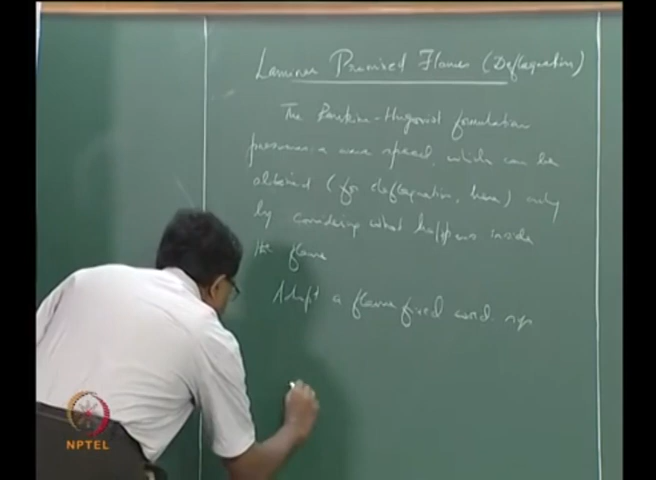 Laminar Premixed Flames (Deflagration)
The Rankine-Hugoniot formulation
presumes a wave speed, which can be
obtained (for deflagration, here) only
by considering what happens inside
the flame
Adopt a flame fixed coord. sys
NPTEL